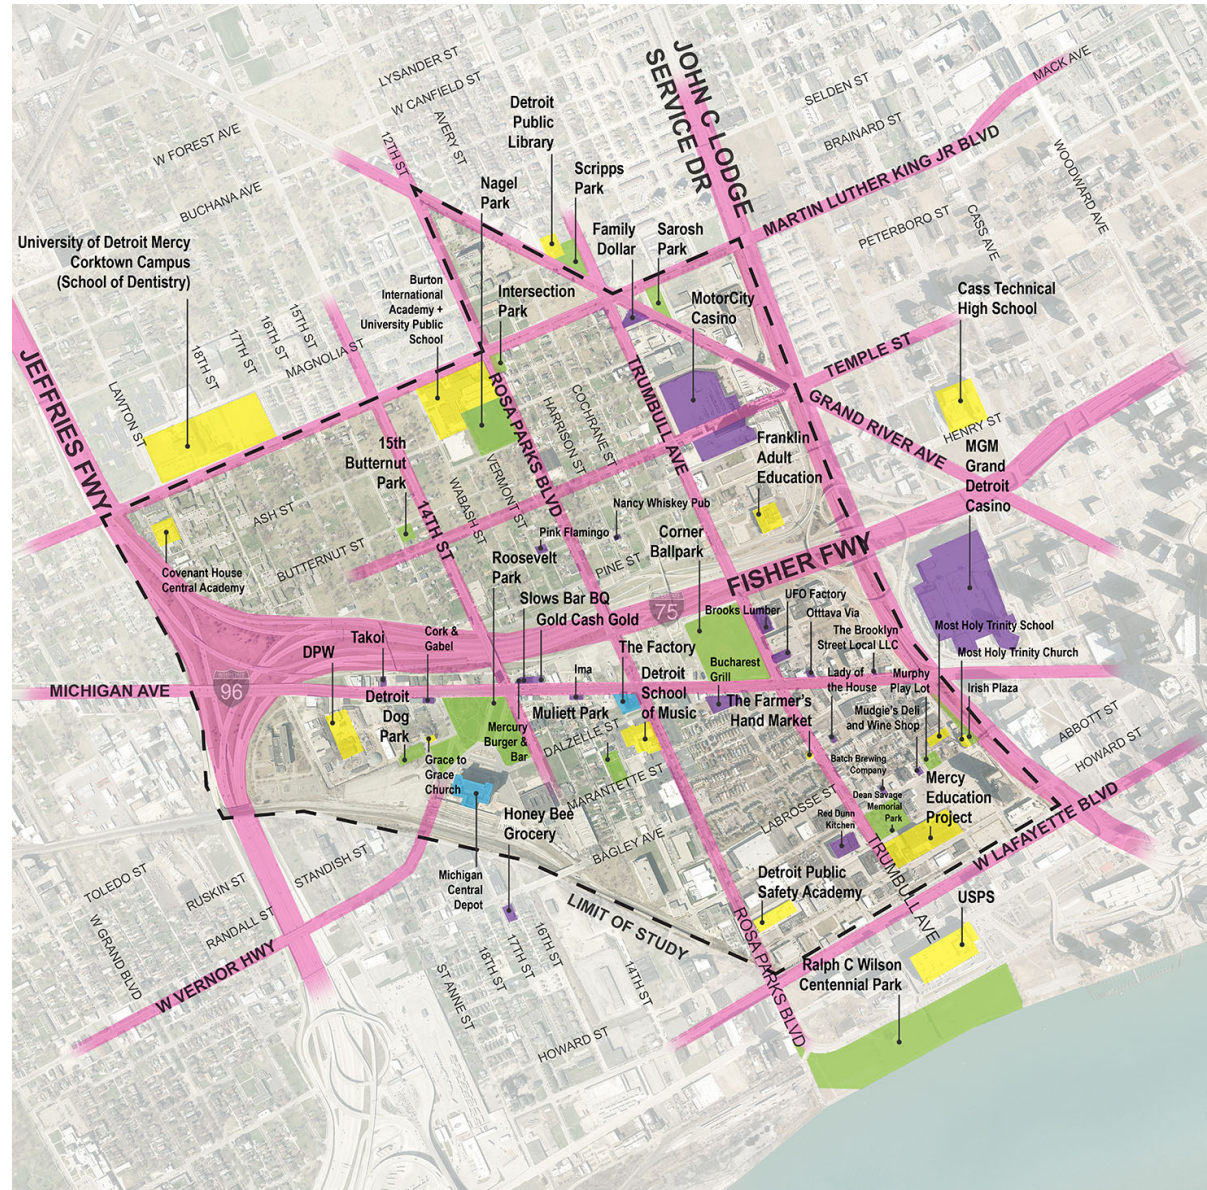 LYSANDER ST
W CANFIELD ST
AVERY ST
12TH ST
W FOREST AVE
BUCHANA AVE
JOHN C LODGE
SERVICE DR
SELDEN ST
BRAINARD ST
MACK AVE
MARTIN LUTHER KING JR BLVD
WOODWARD AVE
PETERBORO ST
CASS AVE
Detroit
Public
Library
Scripps
Park
Nagel
Park
Family
Dollar
Sarosh
Park
University of Detroit Mercy
Corktown Campus
(School of Dentistry)
Burton
International
Academy +
University Public
School
Intersection
Park
MotorCity
Casino
Cass Technical
High School
15TH ST
16TH ST
17TH ST
18TH ST
MAGNOLIA ST
LAWTON ST
JEFFRIES FWY
TEMPLE ST
GRAND RIVER AVE
HENRY ST
TRUMBULL AVE
ROSA PARKS BLVD
COCHRANE ST
HARRISON ST
VERMONT ST
WABASH ST
14TH ST
15th
Butternut
Park
Franklin
Adult
Education
MGM
Grand
Detroit
Casino
ASH ST
BUTTERNUT ST
Nancy Whiskey Pub
Pink Flamingo
PINE ST
Corner
Ballpark
FISHER FWY
75
Covenant House
Central Academy
Roosevelt
Park
Slows Bar BQ
Gold Cash Gold
Brooks Lumber
UFO Factory
Otttava Via
The Brooklyn
Street Local LLC
Most Holy Trinity School
Most Holy Trinity Church
DPW
Takoi
Cork &
Gabel
Ima
The Factory
Detroit
School
of Music
Bucharest
Grill
Lady of
the House
Murphy
Play Lot
Irish Plaza
96
MICHIGAN AVE
Detroit
Dog
Park
Mercury
Burger &
Bar
Muliett Park
DALZELLE ST
The Farmer's
Hand Market
Mudgie's Deli
and Wine Shop
ABBOTT ST
HOWARD ST
Grace to
Grace
Church
MARANTETTE ST
Batch Brewing
Company
Dean Savage
Memorial
Park
Mercy
Education
Project
LABROSSE ST
Red Dunn
Kitchen
Honey Bee
Grocery
BAGLEY AVE
W LAFAYETTE BLVD
TRUMBULL AVE
Michigan
Central
Depot
Detroit Public
Safety Academy
USPS
TOLEDO ST
RUSKIN ST
STANDISH ST
RANDALL ST
W GRAND BLVD
W VERNOR HWY
LIMIT OF STUDY
16TH ST
17TH ST
18TH ST
ST ANNE ST
14TH ST
HOWARD ST
ROSA PARKS BLVD
Ralph C Wilson
Centennial Park